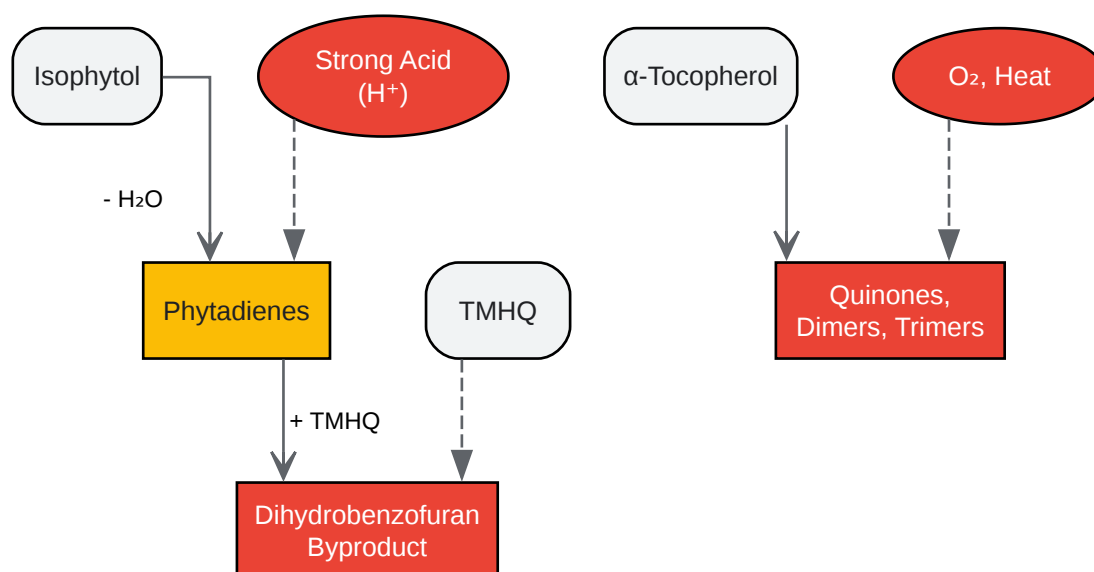 Isophytol
Strong Acid
(H⁺)
α-Tocopherol
O₂, Heat
- H₂O
Phytadienes
TMHQ
Quinones,
Dimers, Trimers
+ TMHQ
Dihydrobenzofuran
Byproduct